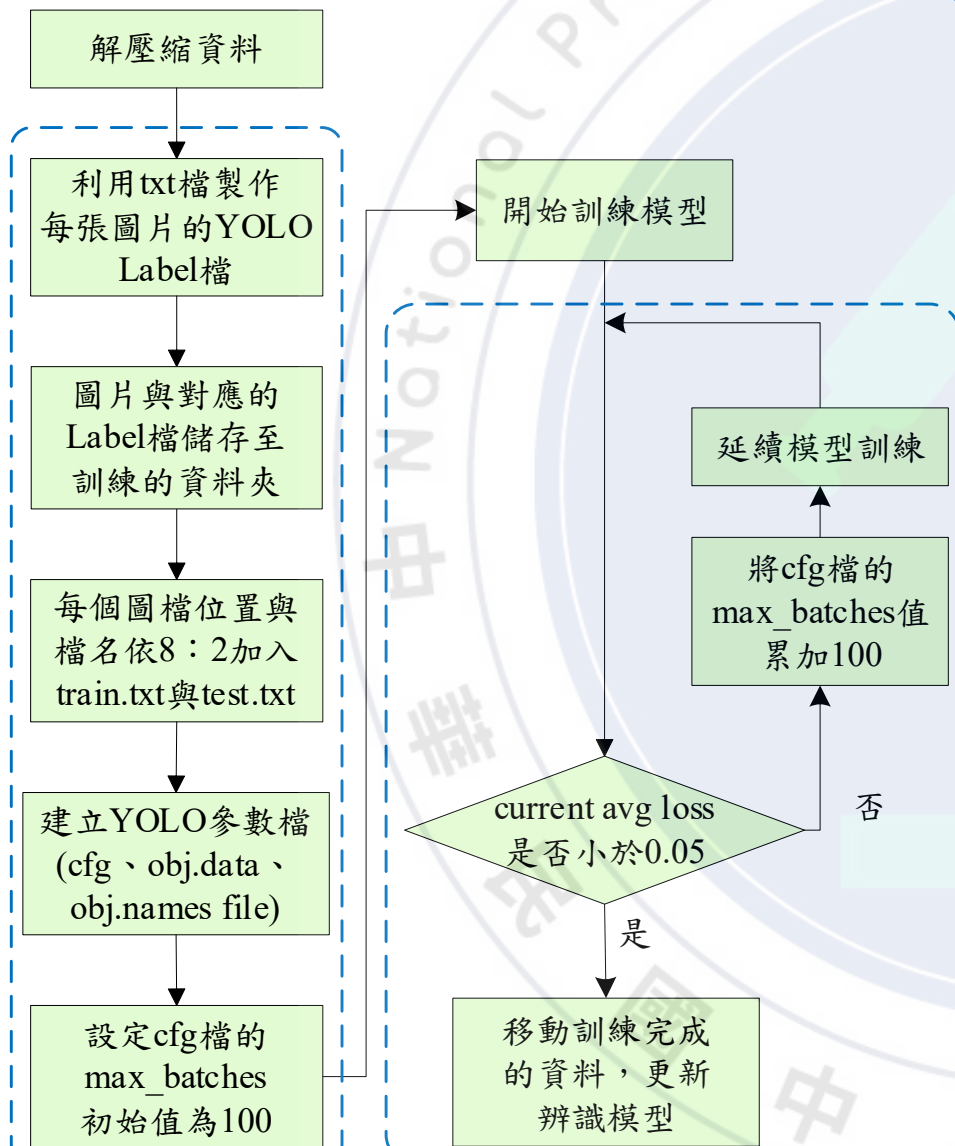 解壓縮資料
利用txt檔製作
每張圖片的YOLO
Label檔
圖片與對應的
Label檔儲存至
訓練的資料夾
每個圖檔位置與
檔名依8：2加入
train.txt與test.txt
建立YOLO參數檔
(cfg、obj.data、
obj.names file)
設定cfg檔的
max_batches
初始值為100
開始訓練模型
延續模型訓練
將cfg檔的
max_batches值
累加100
current avg loss
是否小於0.05
否
是
移動訓練完成
的資料，更新
辨識模型
National Pr
中華民國
中